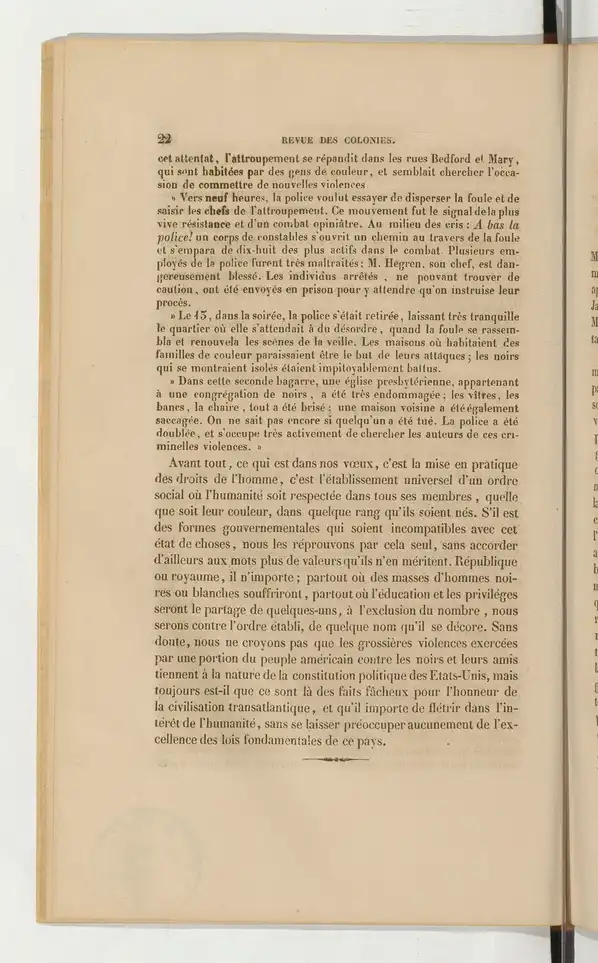 22 REVUE DES COLONIES.
cet attentat, l'attroupement se répandit dans les rues Bedford et Mary,
qui sont habitées par des gens de couleur, et semblait chercher l'occa-
sion de commettre de nouvelles violences
» Vers neuf heures, la police voulut essayer de disperser la foule et de
saisir les chefs de l'attroupement. Ce mouvement fut le signal de la plus
vive résistance et d'un combat opiniâtre. Au milieu des cris : A bas la
police! un corps de constables s'ouvrit un chemin au travers de la foule
et s'empara de dix-huit des plus actifs dans le combat. Plusieurs em-
ployés de la police furent très maltraités; M. Hegren, son chef, est dan-
gereusement blessé. Les individus arrêtés, ne pouvant trouver de
caution, ont été envoyés en prison pour y attendre qu'on instruise leur
procès.
» Le 13, dans la soirée, la police s'était retirée, laissant très tranquille
le quartier où elle s'attendait à du désordre, quand la foule se rassem-
bla et renouvela les scènes de la veille. Les maisons où habitaient des
familles de couleur paraissaient être le but de leurs attaques; les noirs
qui se montraient isolés étaient impitoyablement battus.
» Dans cette seconde bagarre, une église presbytérienne, appartenant
à une congrégation de noirs, a été très endommagée; les vitres, les
bancs, la chaire, tout a été brisé; une maison voisine a été également
saccagée. On ne sait pas encore si quelqu'un a été tué. La police a été
doublée, et s'occupe très activement de chercher les auteurs de ces cri-
minelles violences. »
Avant tout, ce qui est dans nos vœux, c'est la mise en pratique
des droits de l'homme, c'est l'établissement universel d'un ordre
social où l'humanité soit respectée dans tous ses membres, quelle
que soit leur couleur, dans quelque rang qu'ils soient nés. S'il est
des formes gouvernementales qui soient incompatibles avec cet
état de choses, nous les réprouvons par cela seul, sans accorder
d'ailleurs aux mots plus de valeurs qu'ils n'en méritent. République
ou royaume, il n'importe; partout où des masses d'hommes noi-
res ou blanches souffriront, partout où l'éducation et les priviléges
seront le partage de quelques-uns, à l'exclusion du nombre, nous
serons contre l'ordre établi, de quelque nom qu'il se décore. Sans
doute, nous ne croyons pas que les grossières violences exercées
par une portion du peuple américain contre les noirs et leurs amis
tiennent à la nature de la constitution politique des Etats-Unis, mais
toujours est-il que ce sont là des faits fâcheux pour l'honneur de
la civilisation transatlantique, et qu'il importe de flétrir dans l'in-
térêt de l'humanité, sans se laisser préoccuper aucunement de l'ex-
cellence des lois fondamentales de ce pays.